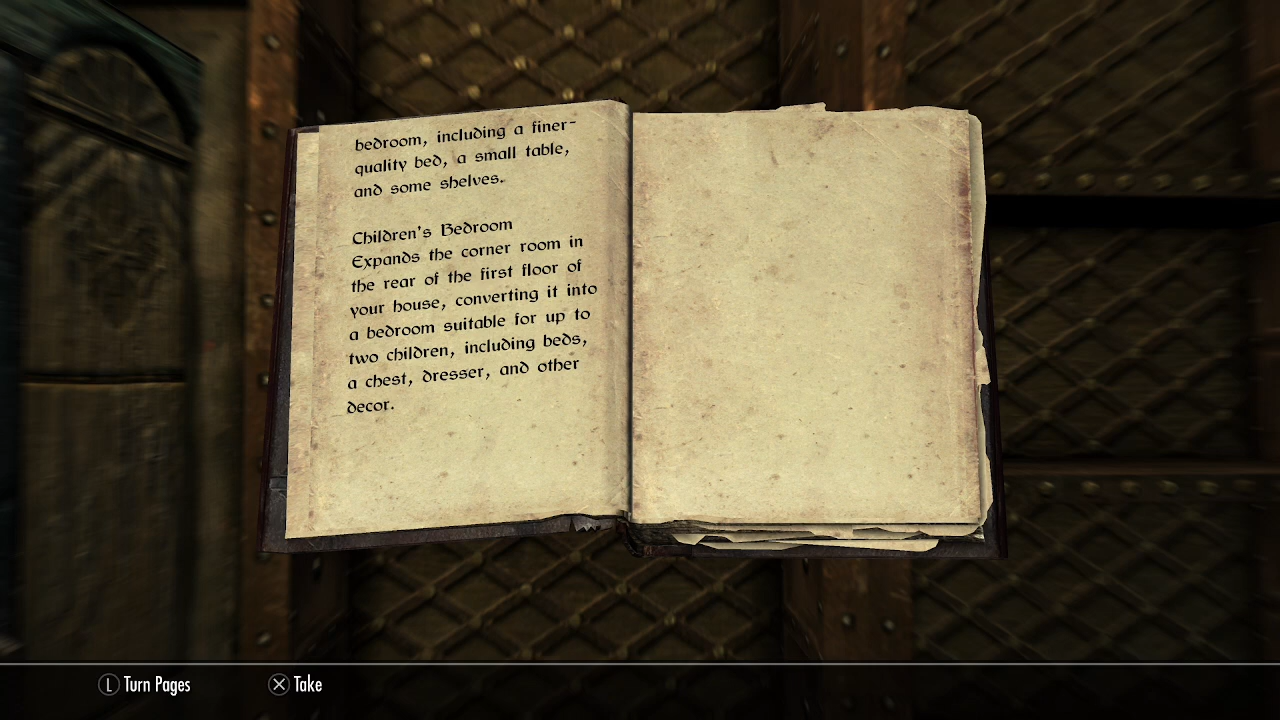 bedroom, including a finer-
quality bed, a small table,
and some shelves.
Children's Bedroom
Expands the corner room in
the rear of the first floor of
your house, converting it into
a bedroom suitable for up to
two children, including beds,
a chest, dresser, and other
decor.
L Turn Pages
X Take